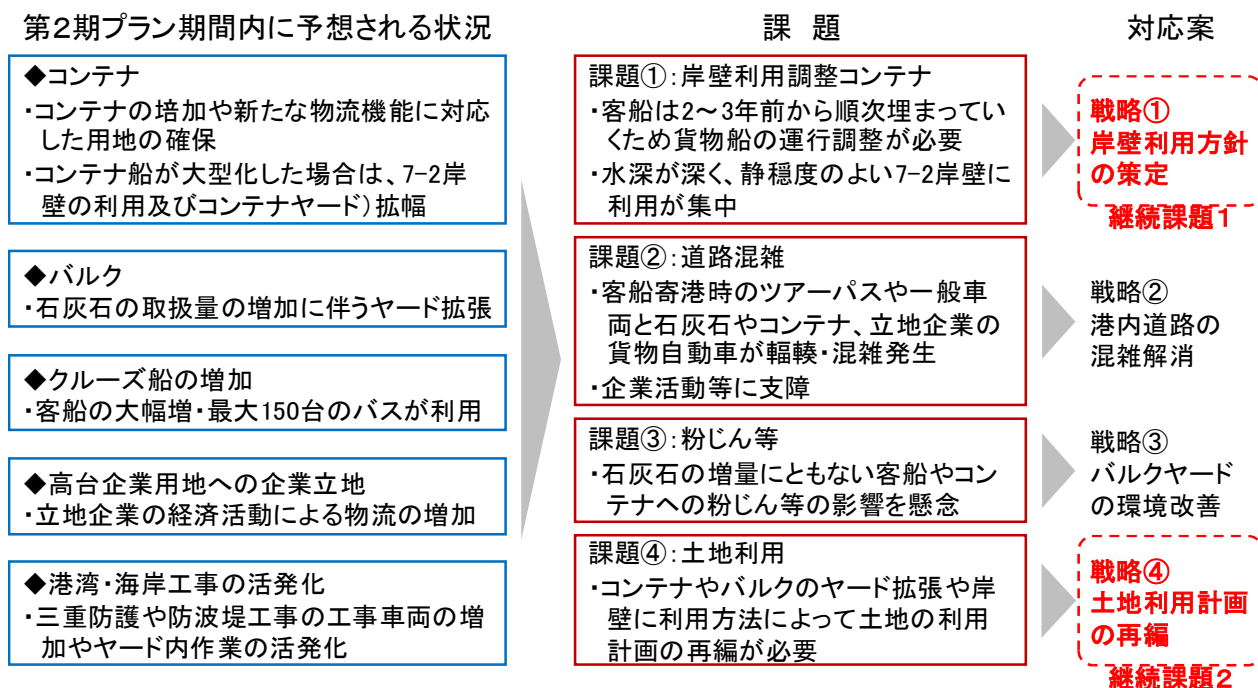 第2期プラン期間内に予想される状況
◆コンテナ
・コンテナの培加や新たな物流機能に対応
した用地の確保
・コンテナ船が大型化した場合は、7-2岸
壁の利用及びコンテナヤード)拡幅
◆バルク
・石灰石の取扱量の増加に伴うヤード拡張
◆クルーズ船の増加
・客船の大幅増・最大150台のバスが利用
◆高台企業用地への企業立地
・立地企業の経済活動による物流の増加
◆港湾・海岸工事の活発化
・三重防護や防波堤工事の工事車両の増
加やヤード内作業の活発化
課 題
課題①:岸壁利用調整コンテナ
・客船は2～3年前から順次埋まってい
くため貨物船の運行調整が必要
・水深が深く、静穏度のよい7-2岸壁に
利用が集中
課題②:道路混雑
・客船寄港時のツアーパスや一般車
両と石灰石やコンテナ、立地企業の
貨物自動車が輻輳・混雑発生
・企業活動等に支障
課題③:粉じん等
・石灰石の増量にともない客船やコン
テナへの粉じん等の影響を懸念
課題④:土地利用
・コンテナやバルクのヤード拡張や岸
壁に利用方法によって土地の利用
計画の再編が必要
対応案
戦略①
岸壁利用方針
の策定
継続課題1
戦略②
港内道路の
混雑解消
戦略③
バルクヤード
の環境改善
戦略④
土地利用計画
の再編
継続課題2